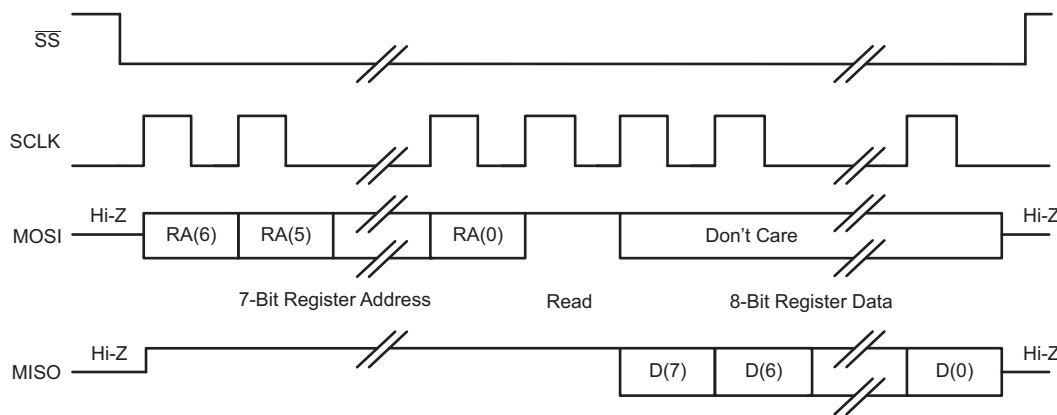 SS
SCLK
Hi-Z Hi-Z
MOSI RA(6) RA(5) RA(0) Don't Care
7-Bit Register Address Read 8-Bit Register Data
Hi-Z Hi-Z
MISO D(7) D(6) D(0)